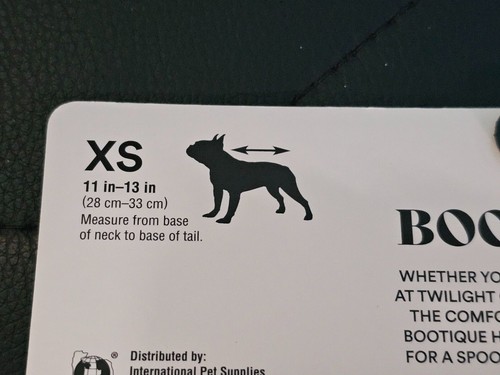 XS
11 in–13 in
(28 cm–33 cm)
Measure from base
of neck to base of tail.
BOO
WHETHER YO
AT TWILIGHT
THE COMFO
BOOTIQUE H
FOR A SPOO
®
Distributed by:
International Pet Supplies